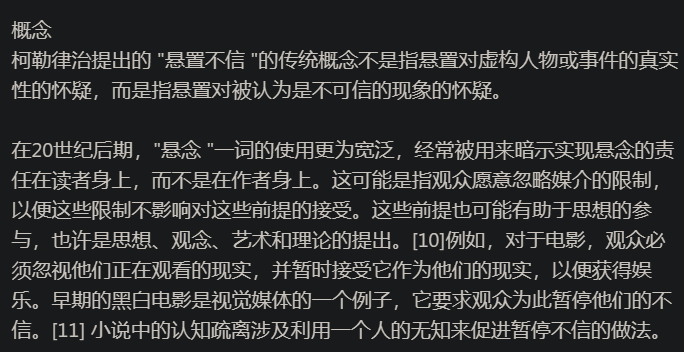 概念
柯勒律治提出的 "悬置不信 "的传统概念不是指悬置对虚构人物或事件的真实
性的怀疑，而是指悬置对被认为是不可信的现象的怀疑。
在20世纪后期，"悬念 "一词的使用更为宽泛，经常被用来暗示实现悬念的责
任在读者身上，而不是在作者身上。这可能是指观众愿意忽略媒介的限制，
以便这些限制不影响对这些前提的接受。这些前提也可能有助于思想的参
与，也许是思想、观念、艺术和理论的提出。[10]例如，对于电影，观众必
须忽视他们正在观看的现实，并暂时接受它作为他们的现实，以便获得娱
乐。早期的黑白电影是视觉媒体的一个例子，它要求观众为此暂停他们的不
信。[11] 小说中的认知疏离涉及利用一个人的无知来促进暂停不信的做法。